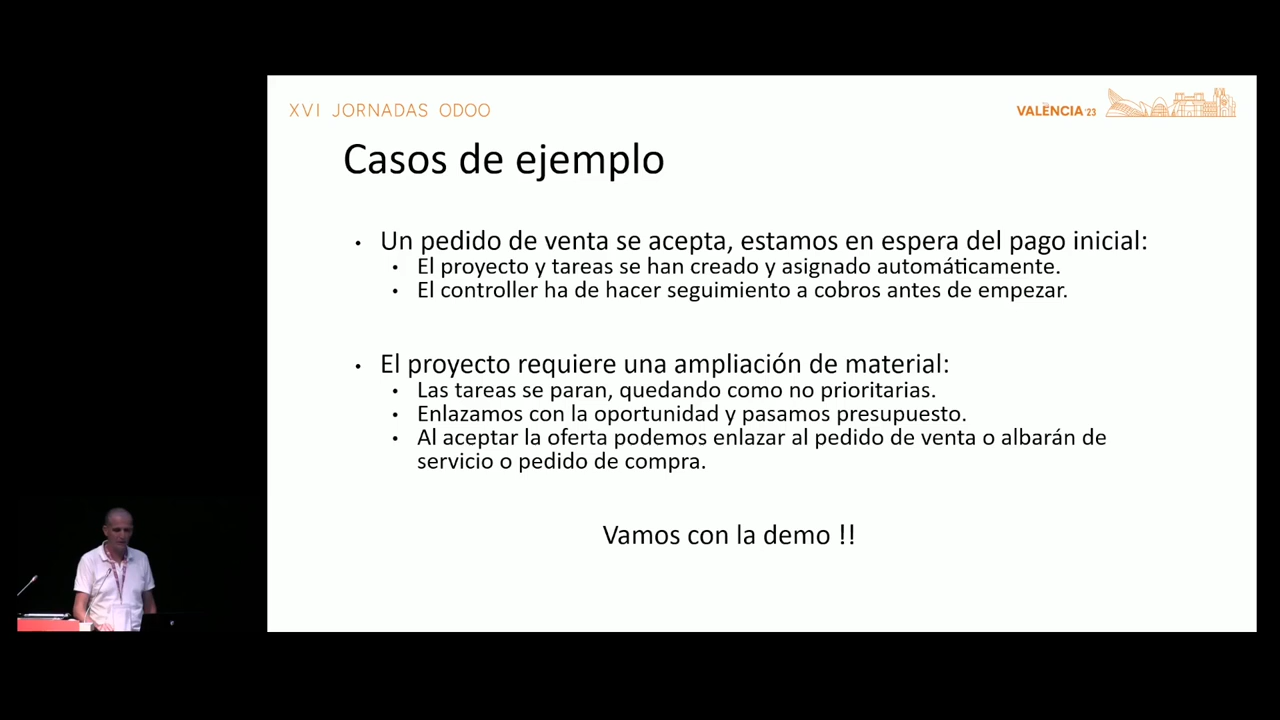 XVI JORNADAS ODOO
VALÈNCIA '23
Casos de ejemplo
• Un pedido de venta se acepta, estamos en espera del pago inicial:
• El proyecto y tareas se han creado y asignado automáticamente.
• El controller ha de hacer seguimiento a cobros antes de empezar.
• El proyecto requiere una ampliación de material:
• Las tareas se paran, quedando como no prioritarias.
• Enlazamos con la oportunidad y pasamos presupuesto.
• Al aceptar la oferta podemos enlazar al pedido de venta o albarán de
servicio o pedido de compra.
Vamos con la demo !!